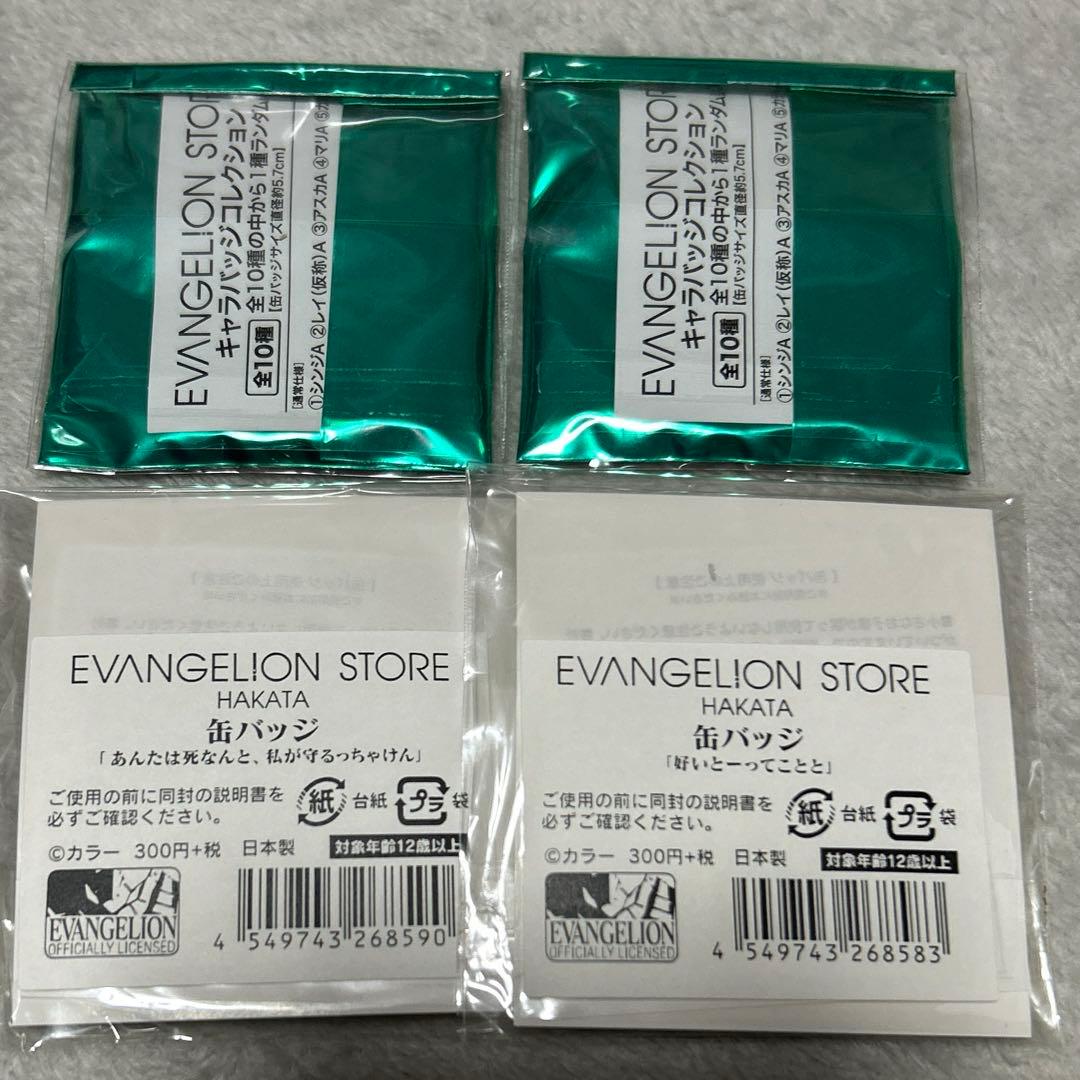 EVANGELION STOR
キャラバッジコレクション
全10種 全10種の中から1種ランダム
[缶バッジサイズ直径約5.7cm]
[通常仕様]
①シンジA ②レイ(仮称)A ③アスカA ④マリA ⑤カ
EVANGELION STOR
キャラバッジコレクション
全10種 全10種の中から1種ランダム
[缶バッジサイズ直径約5.7cm]
[通常仕様]
①シンジA ②レイ(仮称)A ③アスカA ④マリA ⑤カ
EVANGELION STORE
HAKATA
缶バッジ
「あんたは死なんと、私が守るっちゃけん」
ご使用の前に同封の説明書を
必ずご確認ください。
紙 台紙 プラ 袋
©カラー 300円+税 日本製 対象年齢12歳以上
EVANGELION
OFFICIALLY LICENSED
4 549743 268590
EVANGELION STORE
HAKATA
缶バッジ
「好いとーってことと」
ご使用の前に同封の説明書を
必ずご確認ください。
紙 台紙 プラ 袋
©カラー 300円+税 日本製 対象年齢12歳以上
EVANGELION
OFFICIALLY LICENSED
4 549743 268583